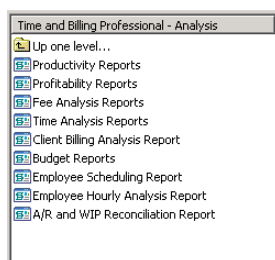 Time and Billing Professional - Analysis
Up one level...
Productivity Reports
Profitability Reports
Fee Analysis Reports
Time Analysis Reports
Client Billing Analysis Report
Budget Reports
Employee Scheduling Report
Employee Hourly Analysis Report
A/R and WIP Reconciliation Report